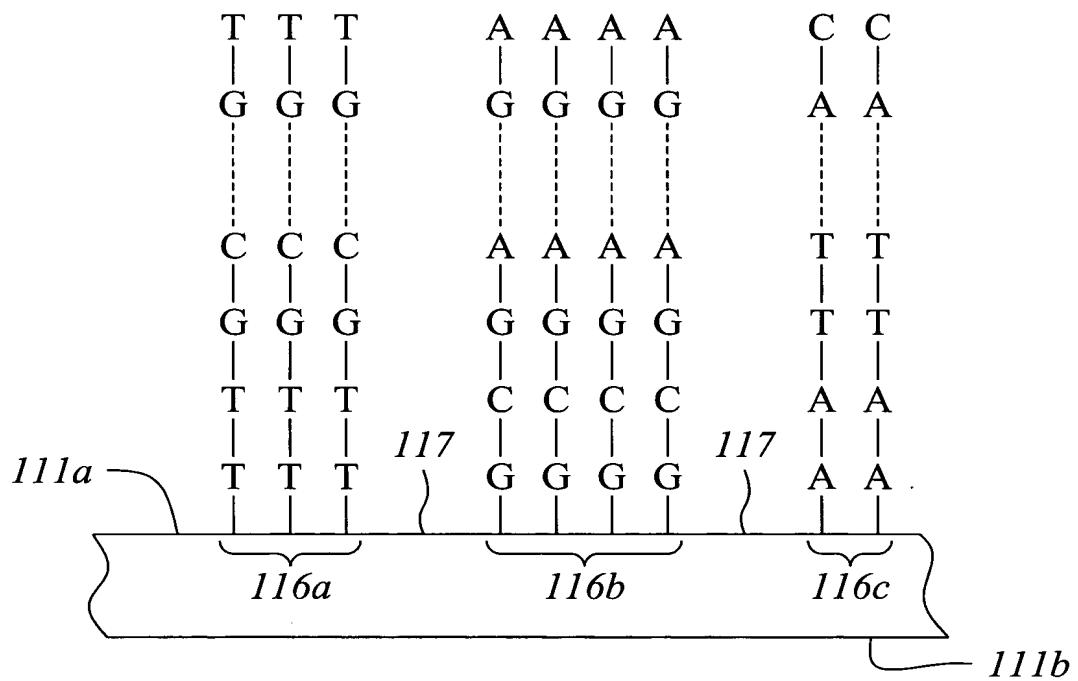 T T T A A A A C C
G G G G G G G A A
C C C A A A A T T
G G G G G G G T T
T T T C C C C A A
117 117
111a T T T G G G G A A
116a 116b 116c
111b